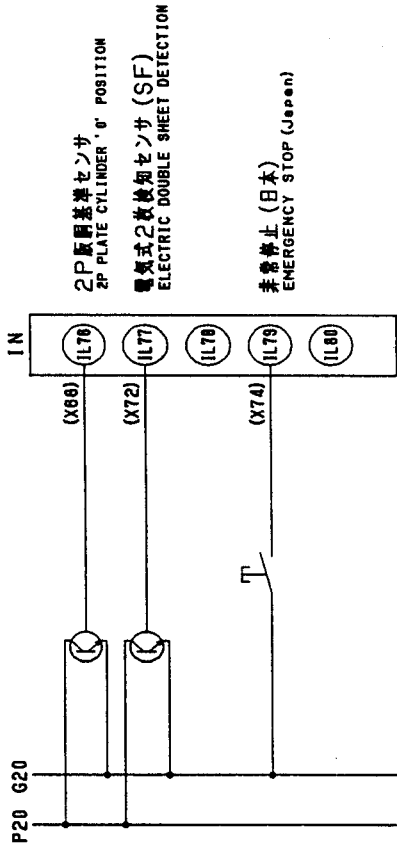 P20 G20
IN
(X68)
IL76
2P版胴基準センサ
2P PLATE CYLINDER '0' POSITION
(X72)
IL77
電気式2枚検知センサ(SF)
ELECTRIC DOUBLE SHEET DETECTION
IL78
(X74)
IL79
非常停止(日本)
EMERGENCY STOP(Japan)
IL80